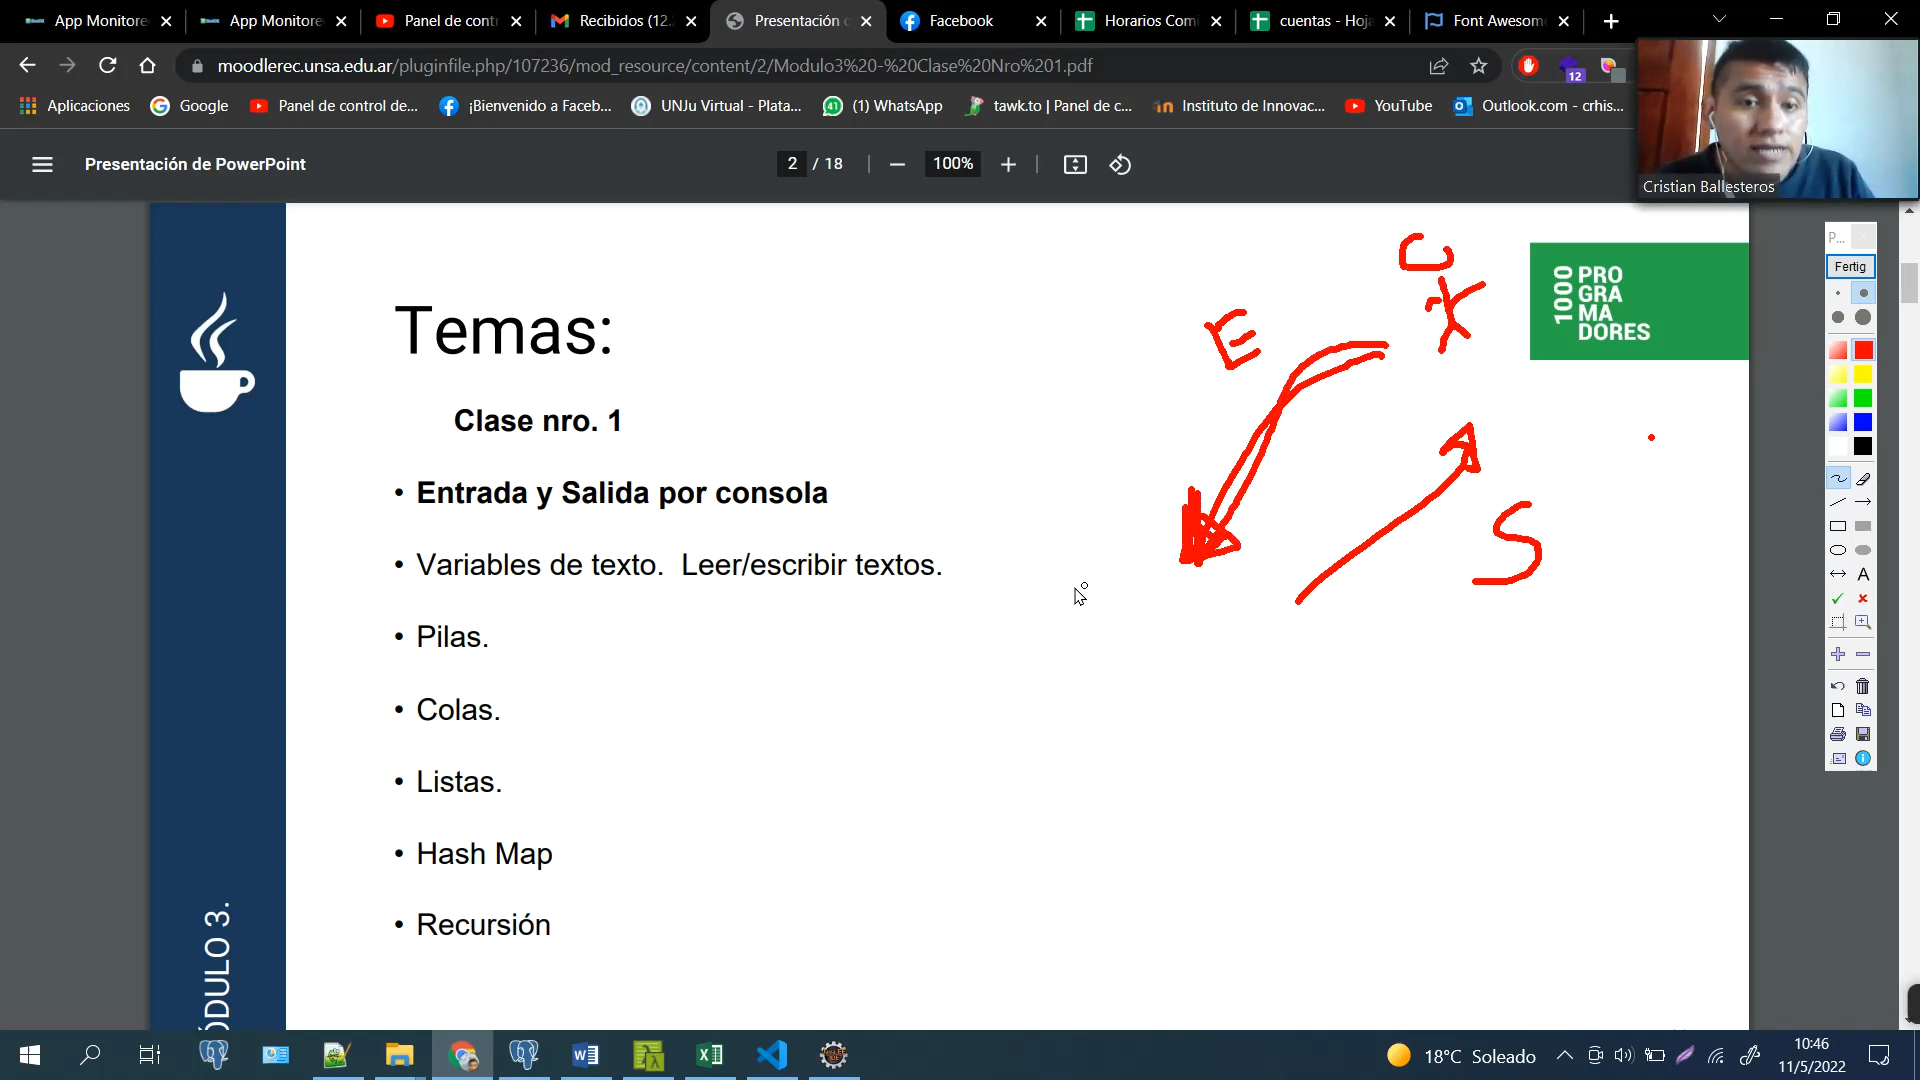 App Monitore
App Monitore
Panel de cont
Recibidos (12.
Presentación
Facebook
Horarios Comi
cuentas - Hoja
Font Awesom
moodlerec.unsa.edu.ar/pluginfile.php/107236/mod_resource/content/2/Modulo3%20-%20Clase%20Nro%201.pdf
12
Aplicaciones
Google
Panel de control de...
¡Bienvenido a Faceb...
UNJu Virtual - Plata...
41
(1) WhatsApp
tawk.to | Panel de c...
Instituto de Innovac...
YouTube
Outlook.com - crhis...
Presentación de PowerPoint
2 / 18
100%
Cristian Ballesteros
P...
Fertig
1000
PRO
GRA
MA
DORES
E
S
Temas:
Clase nro. 1
• Entrada y Salida por consola
• Variables de texto. Leer/escribir textos.
• Pilas.
• Colas.
• Listas.
• Hash Map
• Recursión
ÓDULO 3.
18°C Soleado
10:46
11/5/2022